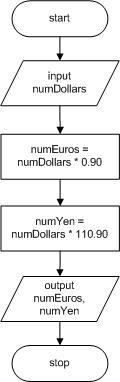 start
input
numDollars
numEuros =
numDollars * 0.90
numYen =
numDollars * 110.90
output
numEuros,
numYen
stop